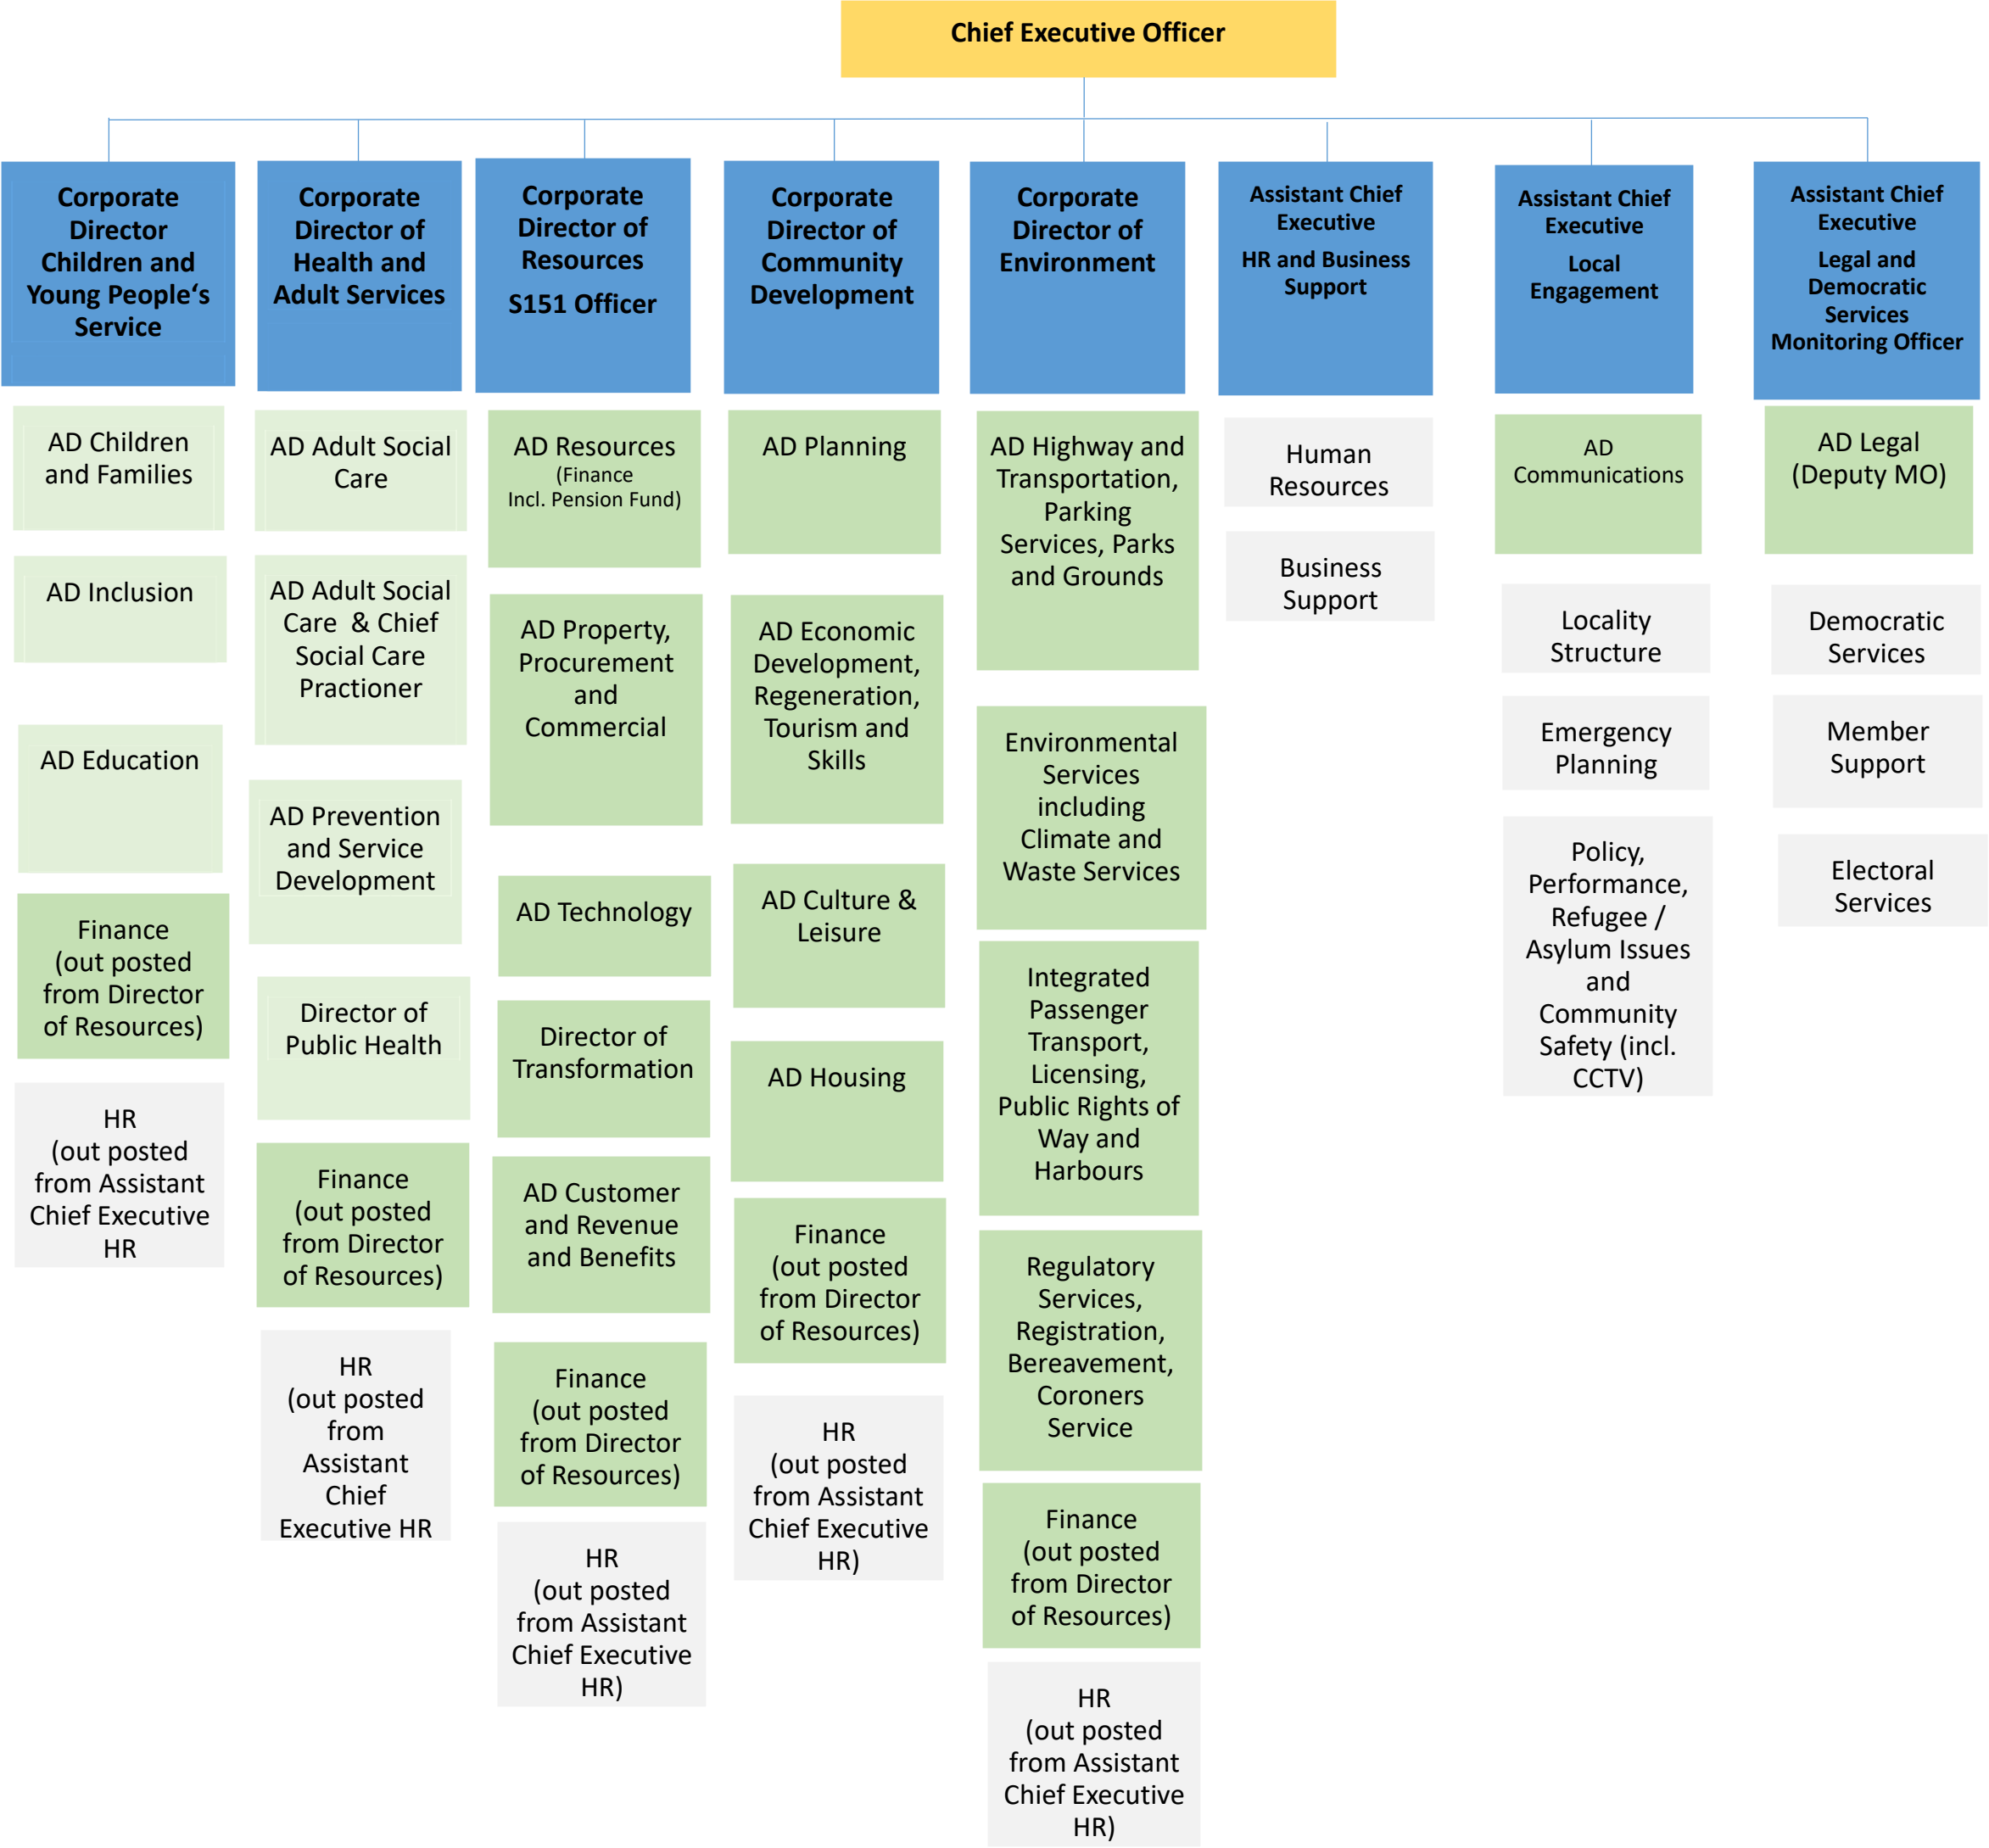 Chief Executive Officer
Corporate
Director
Children and
Young People‘s
Service
AD Children
and Families
AD Inclusion
AD Education
Finance
(out posted
from Director
of Resources)
HR
(out posted
from Assistant
Chief Executive
HR
Corporate
Director of
Health and
Adult Services
AD Adult Social
Care
AD Adult Social
Care & Chief
Social Care
Practioner
AD Prevention
and Service
Development
Director of
Public Health
Finance
(out posted
from Director
of Resources)
HR
(out posted
from
Assistant
Chief
Executive HR
Corporate
Director of
Resources
S151 Officer
AD Resources
(Finance
Incl. Pension Fund)
AD Property,
Procurement
and
Commercial
AD Technology
Director of
Transformation
AD Customer
and Revenue
and Benefits
Finance
(out posted
from Director
of Resources)
HR
(out posted
from Assistant
Chief Executive
HR)
Corporate
Director of
Community
Development
AD Planning
AD Economic
Development,
Regeneration,
Tourism and
Skills
AD Culture &
Leisure
AD Housing
Finance
(out posted
from Director
of Resources)
HR
(out posted
from Assistant
Chief Executive
HR)
Corporate
Director of
Environment
AD Highway and
Transportation,
Parking
Services, Parks
and Grounds
Environmental
Services
including
Climate and
Waste Services
Integrated
Passenger
Transport,
Licensing,
Public Rights of
Way and
Harbours
Regulatory
Services,
Registration,
Bereavement,
Coroners
Service
Finance
(out posted
from Director
of Resources)
HR
(out posted
from Assistant
Chief Executive
HR)
Assistant Chief
Executive
HR and Business
Support
Human
Resources
Business
Support
Assistant Chief
Executive
Local
Engagement
AD
Communications
Locality
Structure
Emergency
Planning
Policy,
Performance,
Refugee /
Asylum Issues
and
Community
Safety (incl.
CCTV)
Assistant Chief
Executive
Legal and
Democratic
Services
Monitoring Officer
AD Legal
(Deputy MO)
Democratic
Services
Member
Support
Electoral
Services